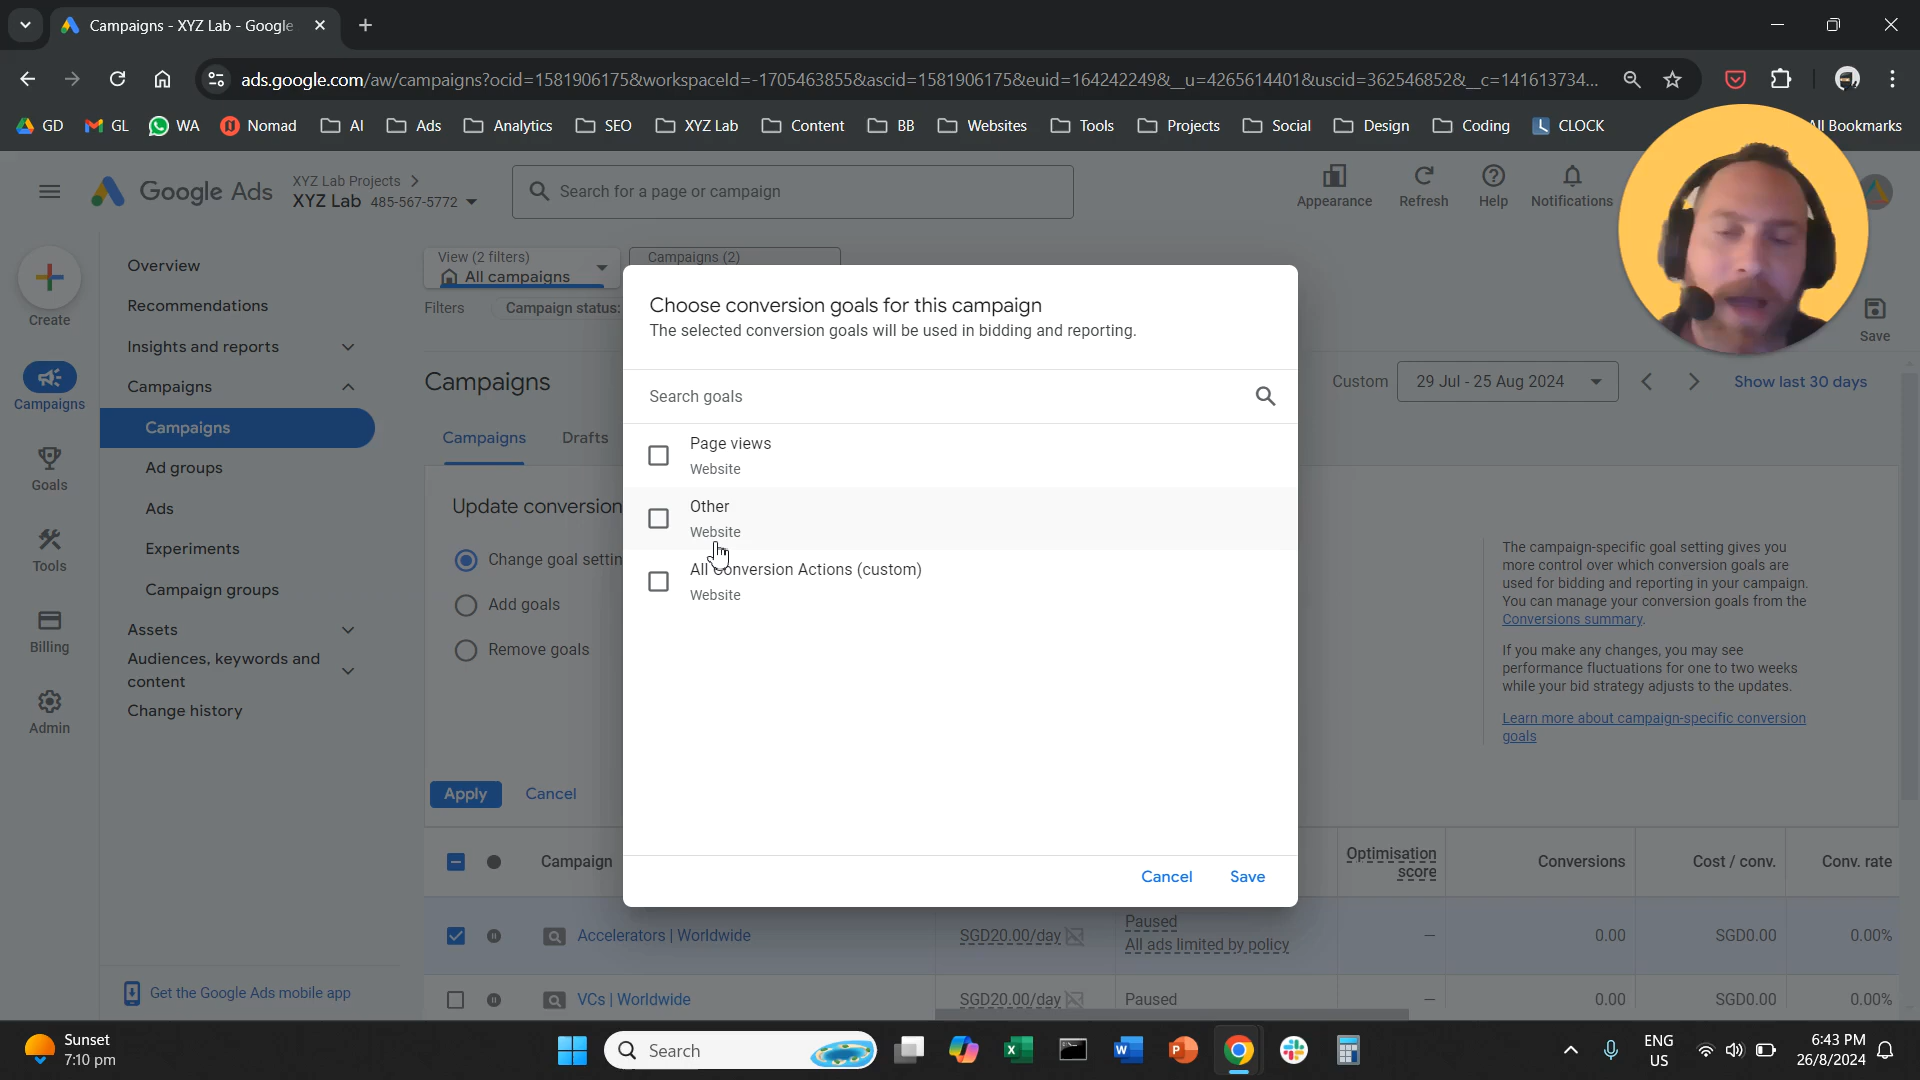 Campaigns - XYZ Lab - Google
ads.google.com/aw/campaigns?ocid=1581906175&workspaceId=-1705463855&ascid=1581906175&euid=164242249&__u=4265614401&uscid=362546852&__c=141613734...
GD
GL
WA
Nomad
AI
Ads
Analytics
SEO
XYZ Lab
Content
BB
Websites
Tools
Projects
Social
Design
Coding
CLOCK
All Bookmarks
Google Ads
XYZ Lab Projects
XYZ Lab 485-567-5772
Search for a page or campaign
Appearance
Refresh
Help
Notifications
Create
Campaigns
Goals
Tools
Billing
Admin
Overview
Recommendations
Insights and reports
Campaigns
Campaigns
Ad groups
Ads
Experiments
Campaign groups
Assets
Audiences, keywords and
content
Change history
Get the Google Ads mobile app
View (2 filters)
All campaigns
Campaigns (2)
Filters
Campaign status:
Save
Campaigns
Custom
29 Jul - 25 Aug 2024
Show last 30 days
Campaigns
Drafts
Update conversion
Change goal settin
Add goals
Remove goals
Apply
Cancel
Choose conversion goals for this campaign
The selected conversion goals will be used in bidding and reporting.
Search goals
Page views
Website
Other
Website
All Conversion Actions (custom)
Website
Cancel
Save
The campaign-specific goal setting gives you
more control over which conversion goals are
used for bidding and reporting in your campaign.
You can manage your conversion goals from the
Conversions summary.
If you make any changes, you may see
performance fluctuations for one to two weeks
while your bid strategy adjusts to the updates.
Learn more about campaign-specific conversion
goals
Campaign
Optimisation
score
Conversions
Cost / conv.
Conv. rate
Accelerators | Worldwide
SGD20.00/day
Paused
All ads limited by policy
—
0.00
SGD0.00
0.00%
VCs | Worldwide
SGD20.00/day
Paused
—
0.00
SGD0.00
0.00%
Sunset
7:10 pm
Search
ENG
US
6:43 PM
26/8/2024